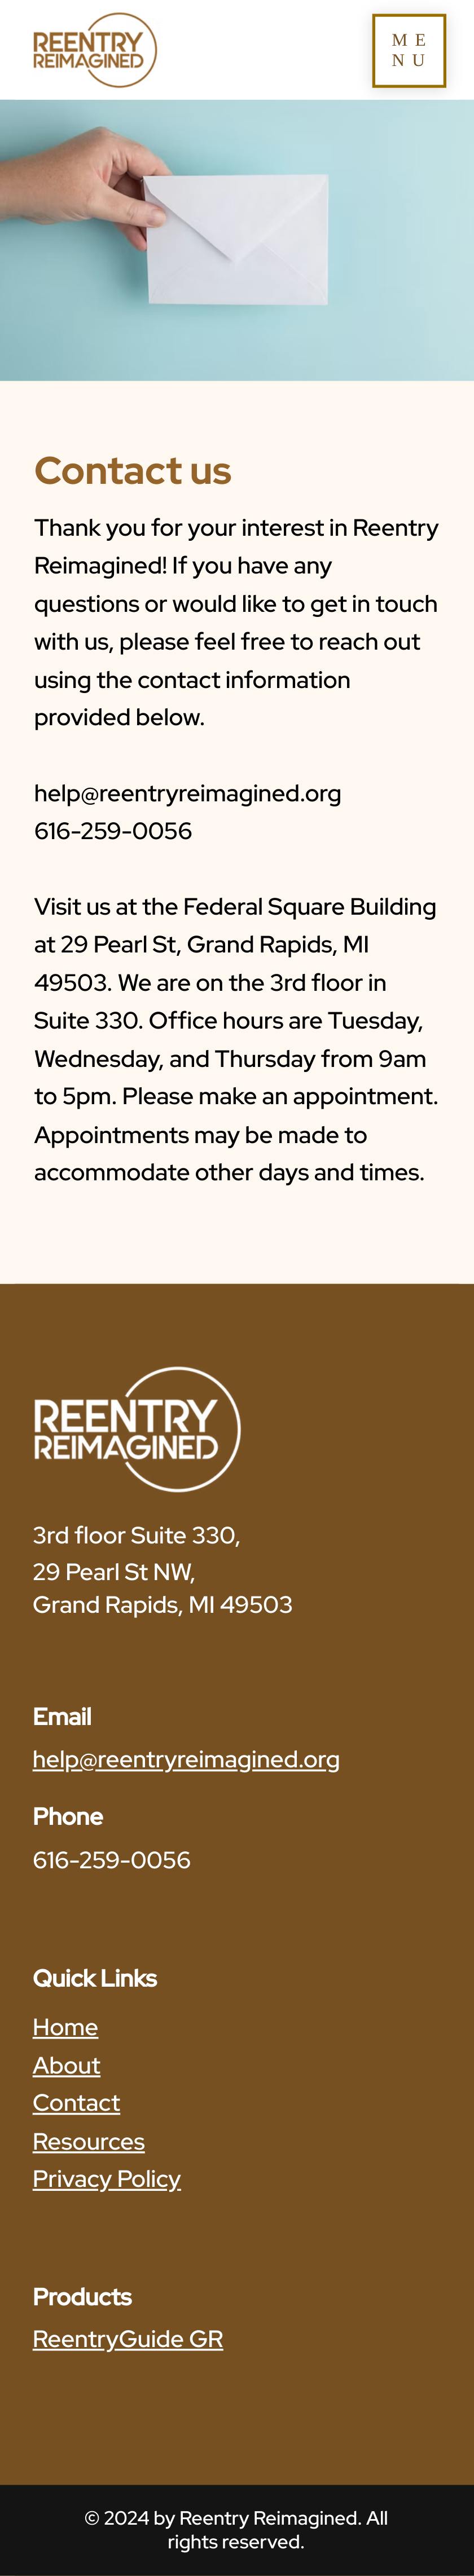 REENTRY
REIMAGINED
M E
N U
Contact us
Thank you for your interest in Reentry
Reimagined! If you have any
questions or would like to get in touch
with us, please feel free to reach out
using the contact information
provided below.
help@reentryreimagined.org
616-259-0056
Visit us at the Federal Square Building
at 29 Pearl St, Grand Rapids, MI
49503. We are on the 3rd floor in
Suite 330. Office hours are Tuesday,
Wednesday, and Thursday from 9am
to 5pm. Please make an appointment.
Appointments may be made to
accommodate other days and times.
REENTRY
REIMAGINED
3rd floor Suite 330,
29 Pearl St NW,
Grand Rapids, MI 49503
Email
help@reentryreimagined.org
Phone
616-259-0056
Quick Links
Home
About
Contact
Resources
Privacy Policy
Products
ReentryGuide GR
© 2024 by Reentry Reimagined. All
rights reserved.